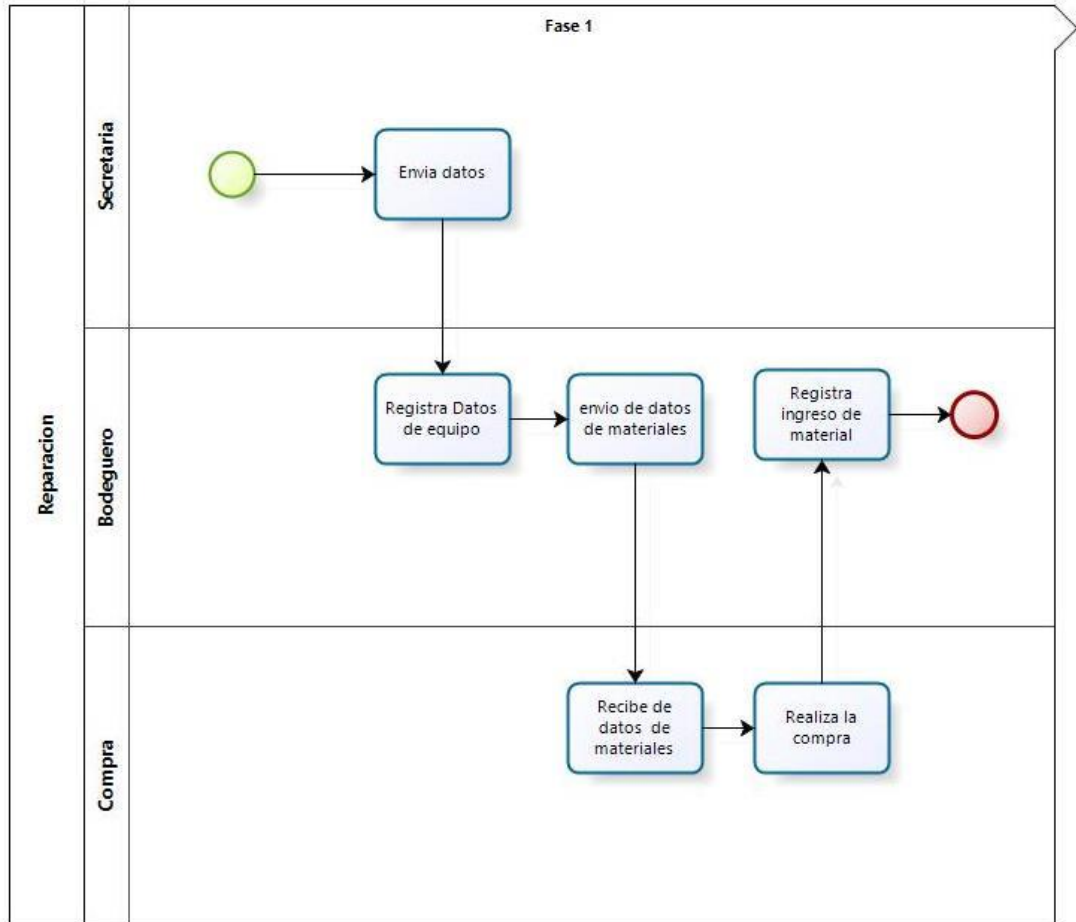 Fase 1
Reparacion
Secretaria
Envia datos
Bodeguero
Registra Datos
de equipo
envio de datos
de materiales
Registra
ingreso de
material
Compra
Recibe de
datos de
materiales
Realiza la
compra